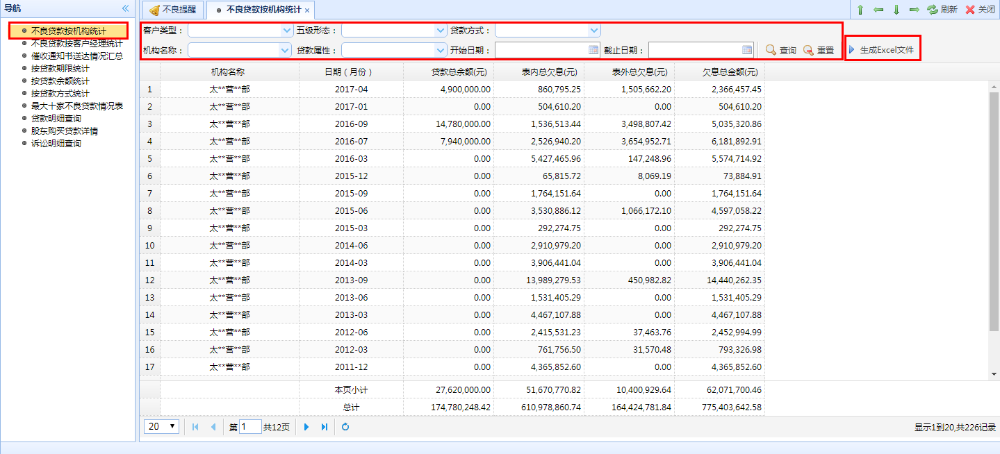 导航
不良贷款按机构统计
不良贷款按客户经理统计
催收通知书送达情况汇总
按贷款期限统计
按贷款余额统计
按贷款方式统计
最大十家不良贷款情况表
贷款明细查询
股东购买贷款详情
诉讼明细查询
不良提醒 不良贷款按机构统计 刷新 关闭
客户类型： 五级形态： 贷款方式：
机构名称： 贷款属性： 开始日期： 截止日期： 查询 重置 生成Excel文件
机构名称 日期（月份） 贷款总余额(元) 表内总欠息(元) 表外总欠息(元) 欠息总金额(元)
1 太**营**部 2017-04 4,900,000.00 860,795.25 1,505,662.20 2,366,457.45
2 太**营**部 2017-01 0.00 504,610.20 0.00 504,610.20
3 太**营**部 2016-09 14,780,000.00 1,536,513.44 3,498,807.42 5,035,320.86
4 太**营**部 2016-07 7,940,000.00 2,526,940.20 3,654,952.71 6,181,892.91
5 太**营**部 2016-03 0.00 5,427,465.96 147,248.96 5,574,714.92
6 太**营**部 2015-12 0.00 65,815.72 8,069.19 73,884.91
7 太**营**部 2015-09 0.00 1,764,151.64 0.00 1,764,151.64
8 太**营**部 2015-06 0.00 3,530,886.12 1,066,172.10 4,597,058.22
9 太**营**部 2015-03 0.00 292,274.75 0.00 292,274.75
10 太**营**部 2014-06 0.00 2,910,979.20 0.00 2,910,979.20
11 太**营**部 2014-03 0.00 3,906,441.04 0.00 3,906,441.04
12 太**营**部 2013-09 0.00 13,989,279.53 450,982.82 14,440,262.35
13 太**营**部 2013-06 0.00 1,531,405.29 0.00 1,531,405.29
14 太**营**部 2013-03 0.00 4,467,107.88 0.00 4,467,107.88
15 太**营**部 2012-06 0.00 2,415,531.23 37,463.76 2,452,994.99
16 太**营**部 2012-03 0.00 761,756.50 31,570.48 793,326.98
17 太**营**部 2011-12 0.00 4,365,852.60 0.00 4,365,852.60
本页小计 27,620,000.00 51,670,770.82 10,400,929.64 62,071,700.46
总计 174,780,248.42 610,978,860.74 164,424,781.84 775,403,642.58
20 第 1 共12页 显示1到20,共226记录